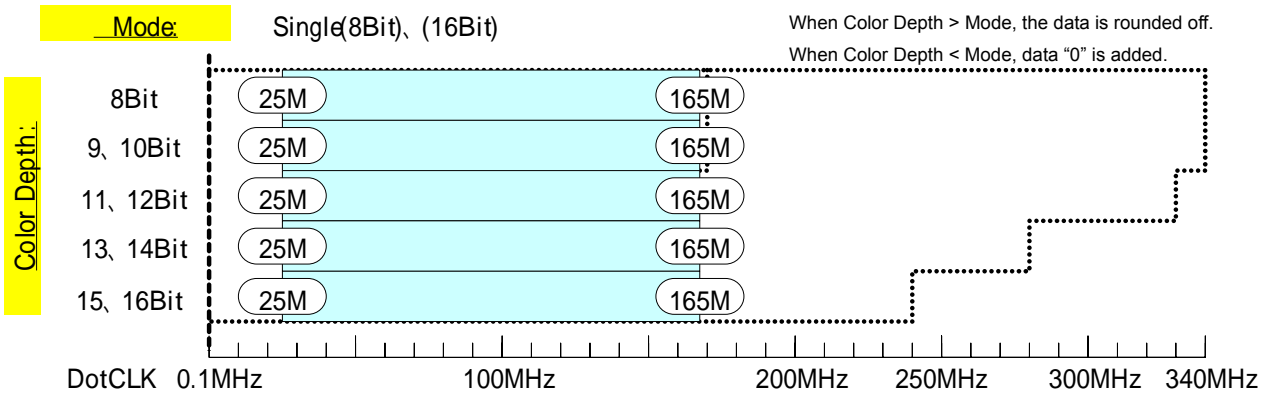 Mode:
Single(8Bit)、(16Bit)
When Color Depth > Mode, the data is rounded off.
When Color Depth < Mode, data “0” is added.
Color Depth:
8Bit 25M 165M
9、10Bit 25M 165M
11、12Bit 25M 165M
13、14Bit 25M 165M
15、16Bit 25M 165M
DotCLK 0.1MHz 100MHz 200MHz 250MHz 300MHz 340MHz